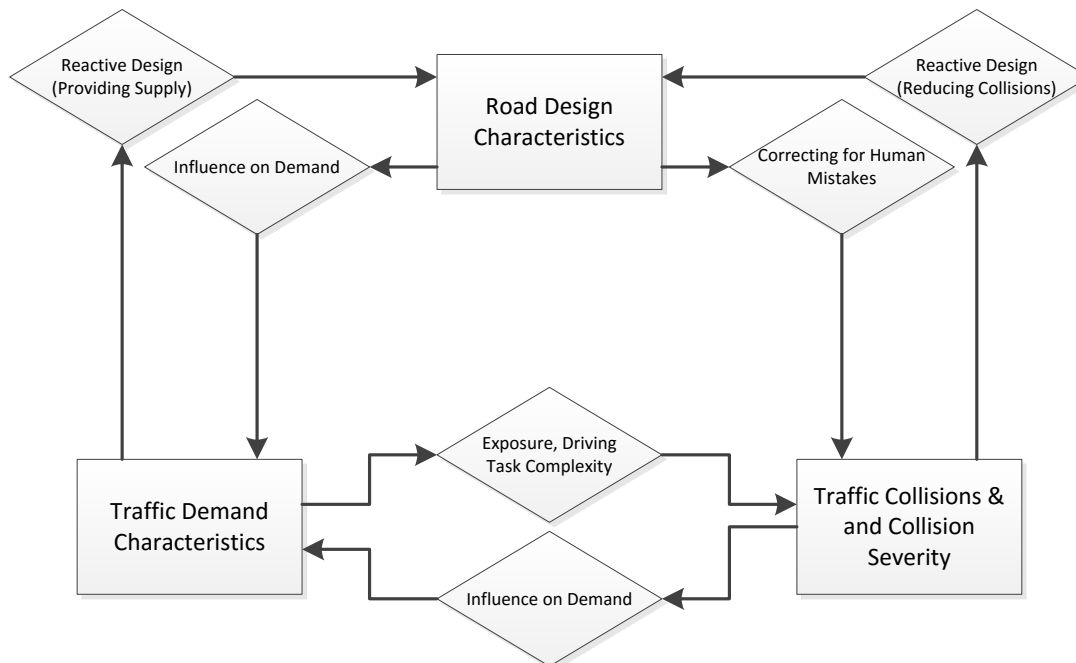 Reactive Design
(Providing Supply)
Road Design
Characteristics
Reactive Design
(Reducing Collisions)
Influence on Demand
Correcting for Human
Mistakes
Exposure, Driving
Task Complexity
Traffic Demand
Characteristics
Traffic Collisions &
and Collision
Severity
Influence on Demand